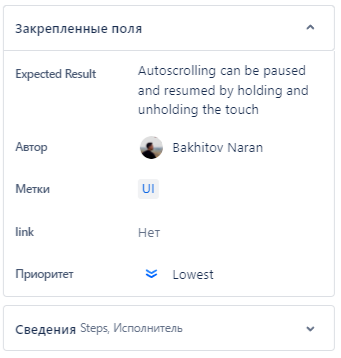 Закрепленные поля
Expected Result
Autoscrolling can be paused
and resumed by holding and
unholding the touch
Автор
Bakhitov Naran
Метки
UI
link
Нет
Приоритет
Lowest
Сведения Steps, Исполнитель